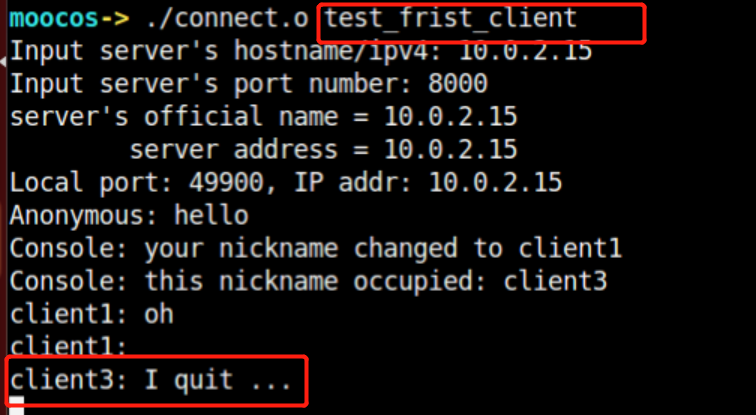 moocos-> ./connect.o test_frist_client
Input server's hostname/ipv4: 10.0.2.15
Input server's port number: 8000
server's official name = 10.0.2.15
server address = 10.0.2.15
Local port: 49900, IP addr: 10.0.2.15
Anonymous: hello
Console: your nickname changed to client1
Console: this nickname occupied: client3
client1: oh
client1:
client3: I quit ...